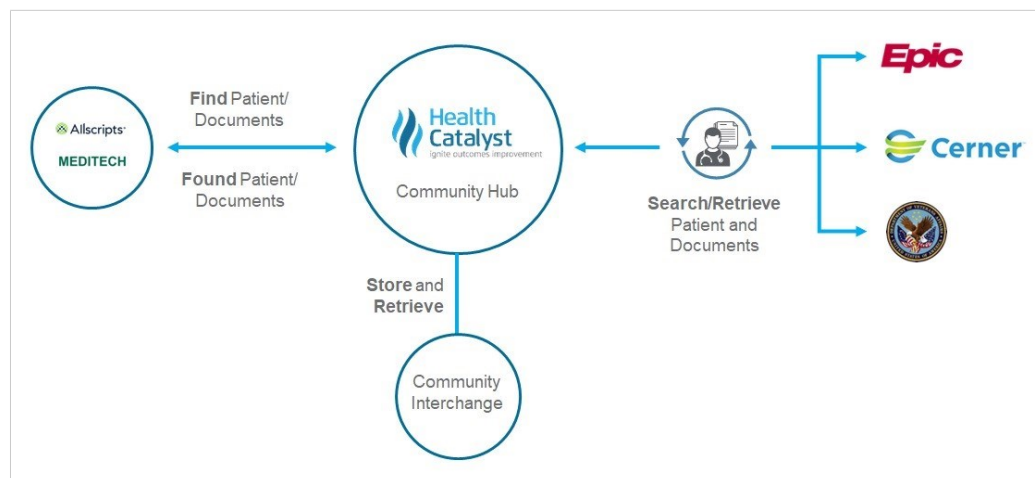 Allscripts
MEDITECH
Find Patient/
Documents
Found Patient/
Documents
Health
Catalyst
ignite outcomes improvement
Community Hub
Store and
Retrieve
Community
Interchange
Search/Retrieve
Patient and
Documents
Epic
Cerner